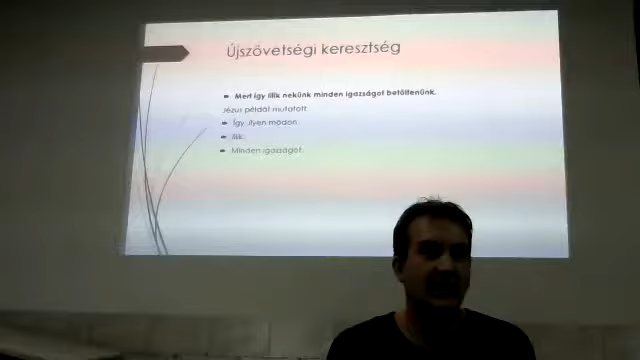 Újszövetségi keresztség
Mert így illik nekünk minden igazságot betöltenünk.
Jézus példát mutatott
Így, ilyen módon
Illik.
Minden igazságot.